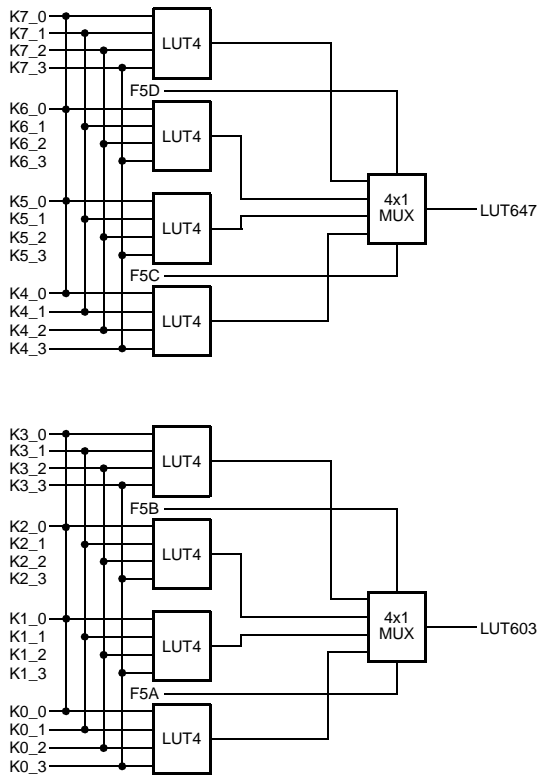 K7_0
K7_1
K7_2
K7_3
LUT4
F5D
K6_0
K6_1
K6_2
K6_3
LUT4
4x1
MUX
LUT647
K5_0
K5_1
K5_2
K5_3
LUT4
F5C
K4_0
K4_1
K4_2
K4_3
LUT4
K3_0
K3_1
K3_2
K3_3
LUT4
F5B
K2_0
K2_1
K2_2
K2_3
LUT4
4x1
MUX
LUT603
K1_0
K1_1
K1_2
K1_3
LUT4
F5A
K0_0
K0_1
K0_2
K0_3
LUT4